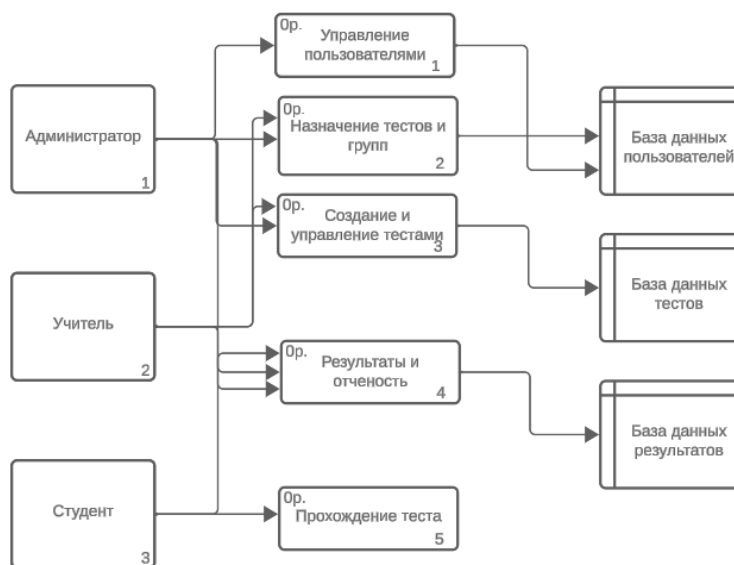 0р.
Управление
пользователями
1
Администратор
1
0р.
Назначение тестов и
групп
2
База данных
пользователей
0р.
Создание и
управление тестами
3
База данных
тестов
Учитель
2
0р.
Результаты и
отченость
4
База данных
результатов
Студент
3
0р.
Прохождение теста
5